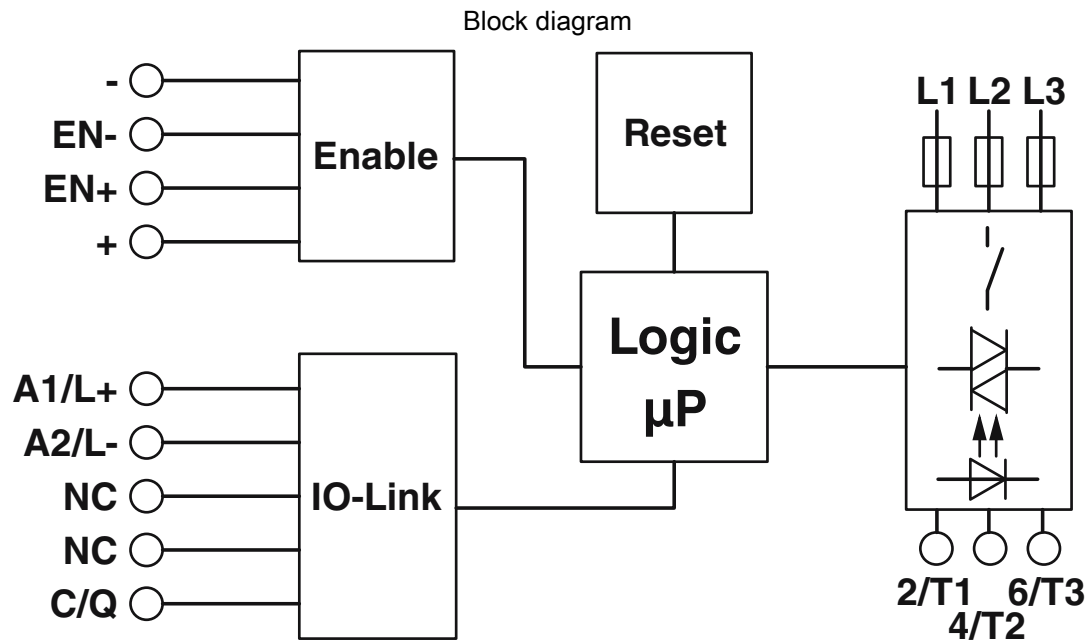 Block diagram
-
EN-
EN+
+
Enable
Reset
L1 L2 L3
A1/L+
A2/L-
NC
NC
C/Q
IO-Link
Logic
µP
2/T1
4/T2
6/T3